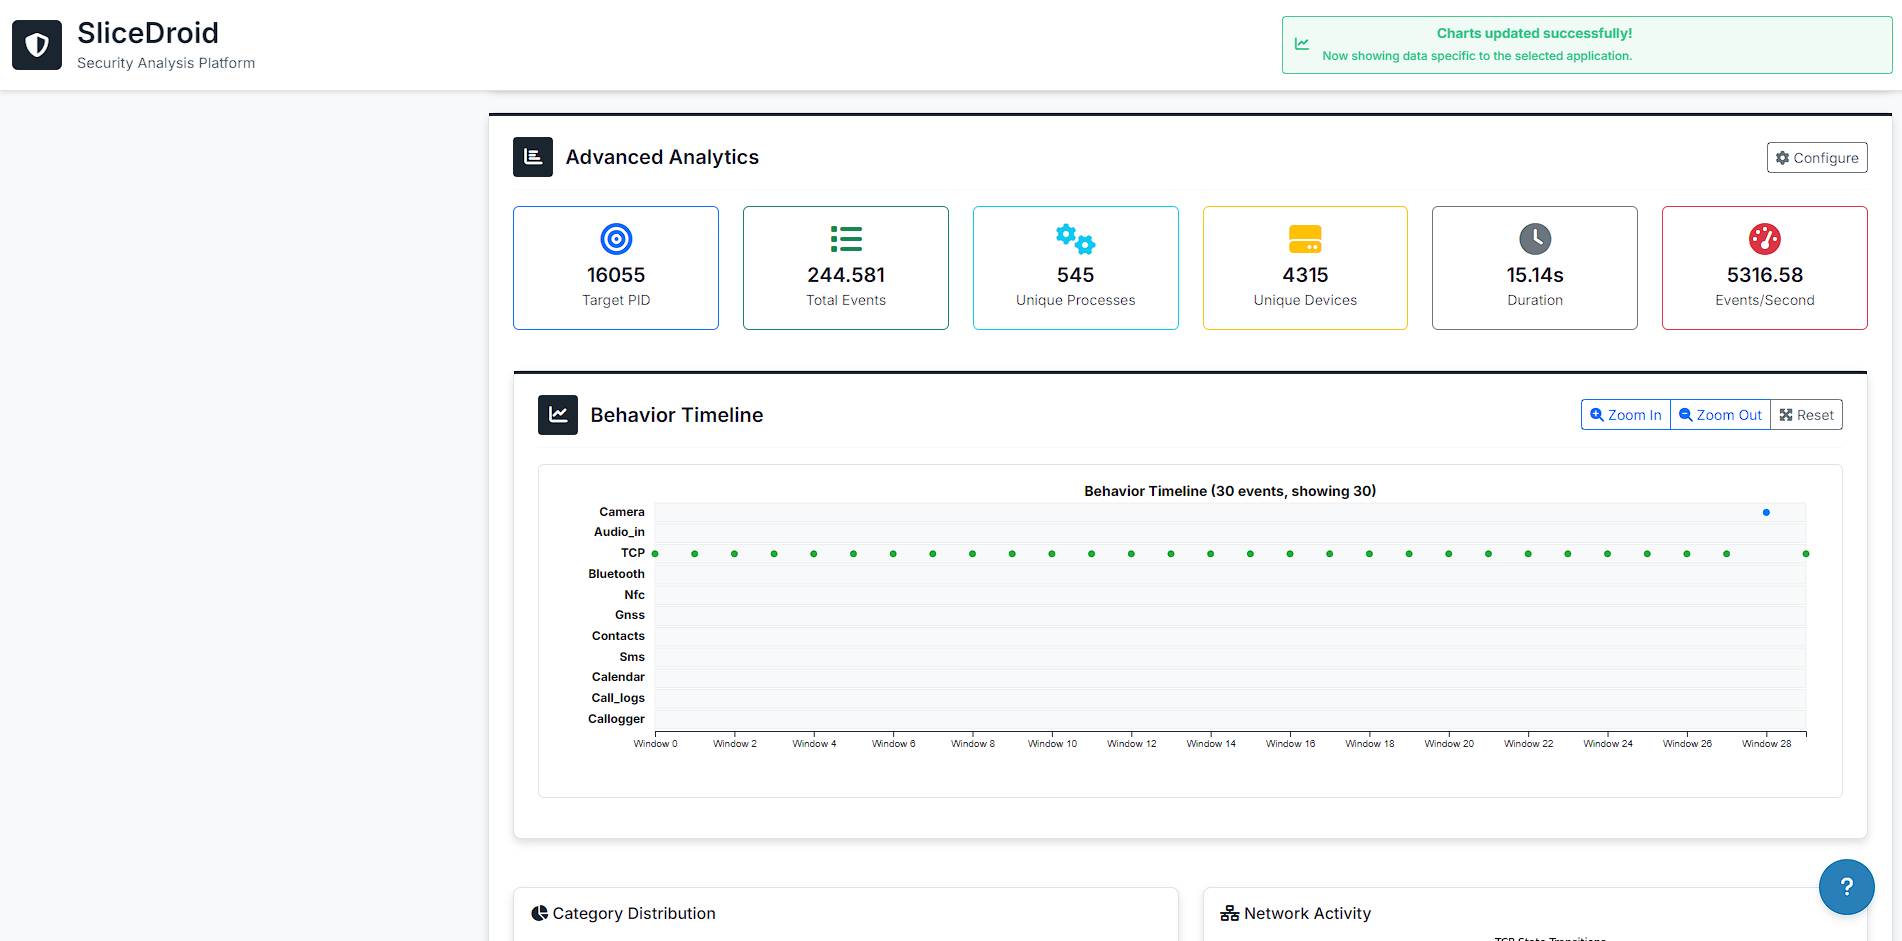 SliceDroid
Security Analysis Platform
Charts updated successfully!
Now showing data specific to the selected application.
Advanced Analytics
Configure
16055
Target PID
244.581
Total Events
545
Unique Processes
4315
Unique Devices
15.14s
Duration
5316.58
Events/Second
Behavior Timeline
Zoom In
Zoom Out
Reset
Behavior Timeline (30 events, showing 30)
Camera
Audio_in
TCP
Bluetooth
Nfc
Gnss
Contacts
Sms
Calendar
Call_logs
Callogger
Window 0
Window 2
Window 4
Window 6
Window 8
Window 10
Window 12
Window 14
Window 16
Window 18
Window 20
Window 22
Window 24
Window 26
Window 28
?
Category Distribution
Network Activity
TCP State Transitions